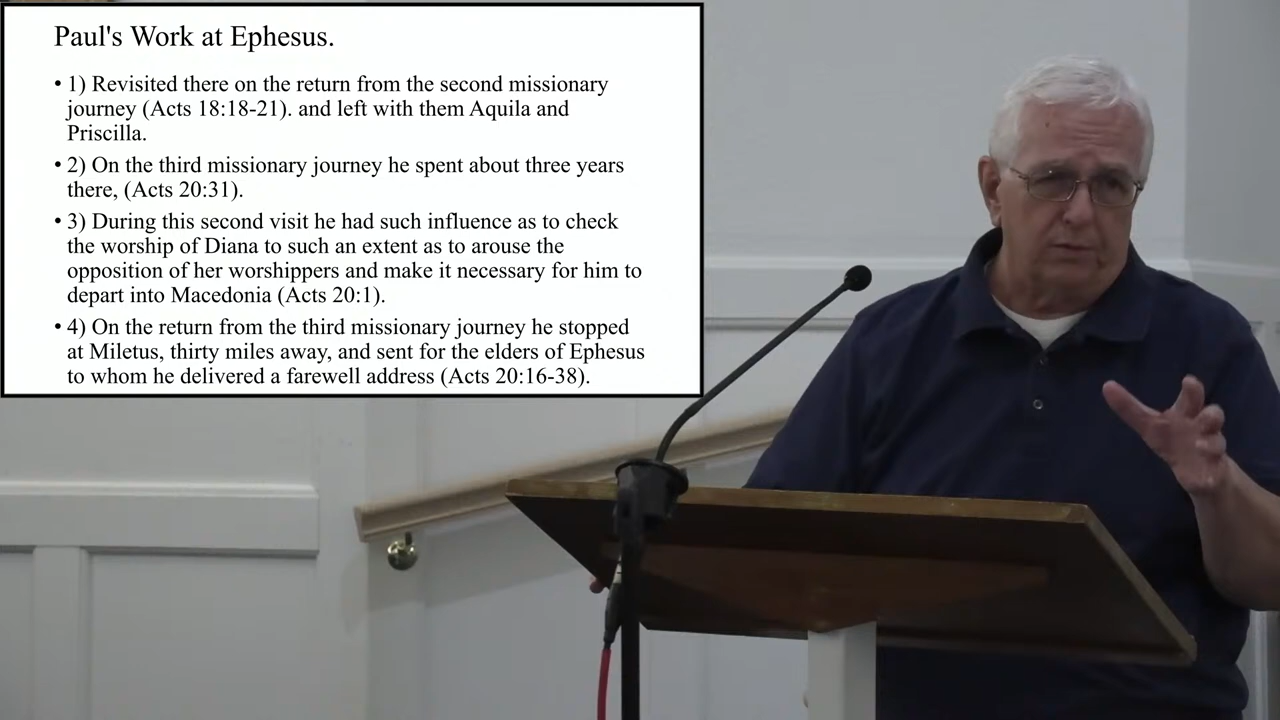 Paul's Work at Ephesus.
• 1) Revisited there on the return from the second missionary
journey (Acts 18:18-21). and left with them Aquila and
Priscilla.
• 2) On the third missionary journey he spent about three years
there, (Acts 20:31).
• 3) During this second visit he had such influence as to check
the worship of Diana to such an extent as to arouse the
opposition of her worshippers and make it necessary for him to
depart into Macedonia (Acts 20:1).
• 4) On the return from the third missionary journey he stopped
at Miletus, thirty miles away, and sent for the elders of Ephesus
to whom he delivered a farewell address (Acts 20:16-38).